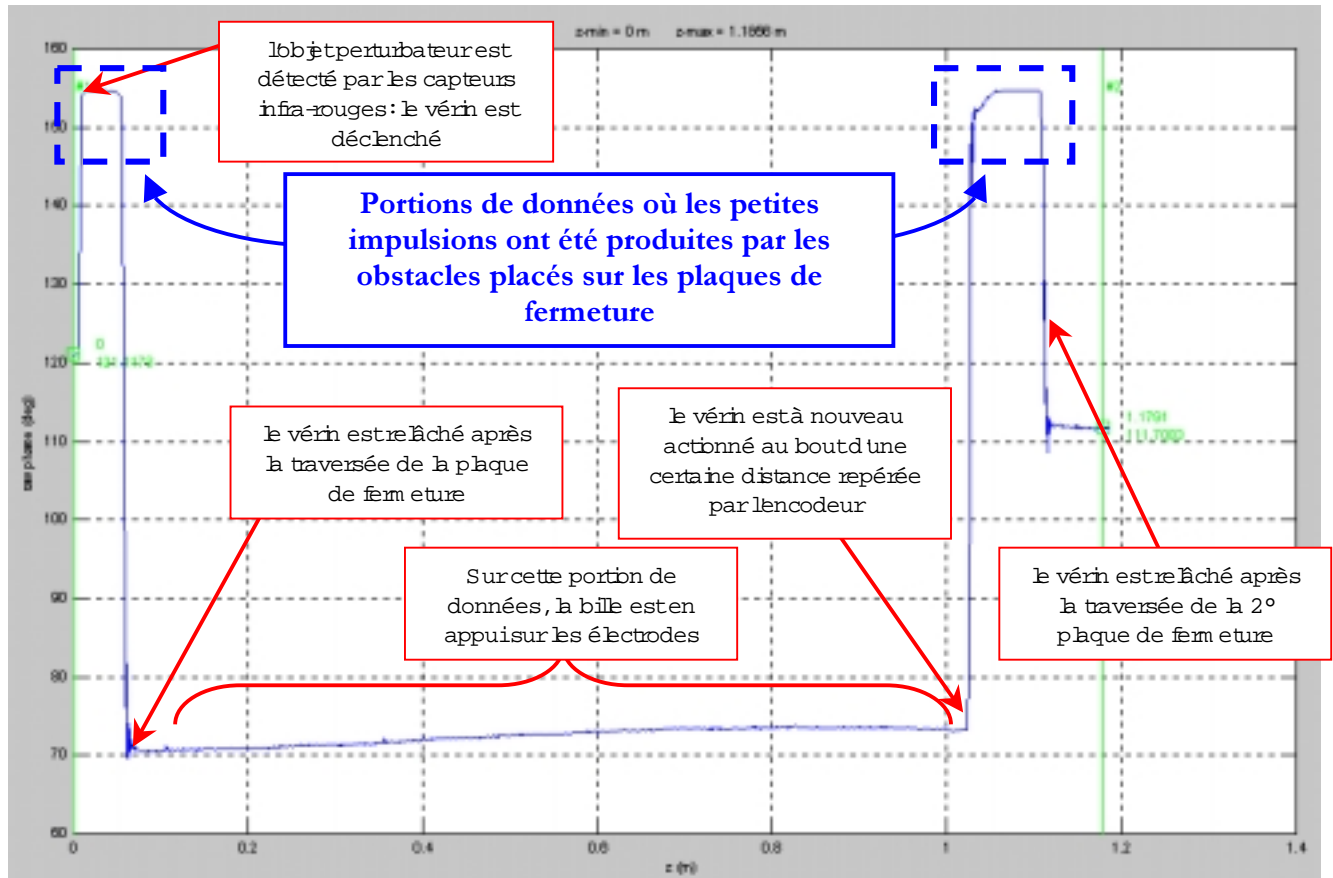 z-min = 0 m z-max = 1.1866 m
l'objet perturbateur est
détecté par les capteurs
infra-rouges : le vérin est
déclenché
Portions de données où les petites
impulsions ont été produites par les
obstacles placés sur les plaques de
fermeture
le vérin est relâché après
la traversée de la plaque
de fermeture
le vérin est à nouveau
actionné au bout d'une
certaine distance repérée
par l'encodeur
Sur cette portion de
données, la bille est en
appui sur les électrodes
le vérin est relâché après
la traversée de la 2°
plaque de fermeture
160
150
140
130
120
110
100
90
80
70
60
0
1.1791
0
0.2
0.4
0.6
0.8
1
1.2
1.4
z (m)